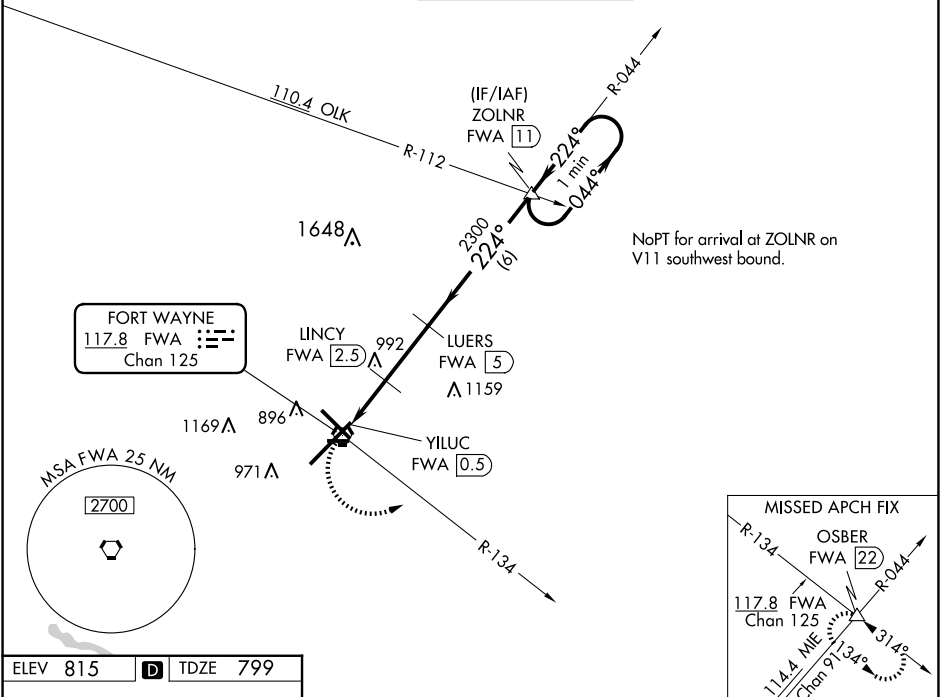 110.4 OLK
R-112
(IF/IAF)
ZOLNR
FWA 11
R-044
224°
1 min
044°
NoPT for arrival at ZOLNR on
V11 southwest bound.
1648
2300
224°
(6)
FORT WAYNE
117.8 FWA
Chan 125
LINCY
FWA 2.5
992
LUERS
FWA 5
1159
1169
896
971
YILUC
FWA 0.5
R-134
MSA FWA 25 NM
2700
MISSED APCH FIX
R-134
OSBER
FWA 22
R-044
117.8 FWA
Chan 125
314°
134°
114.4 MIE
Chan 91
ELEV 815 D TDZE 799